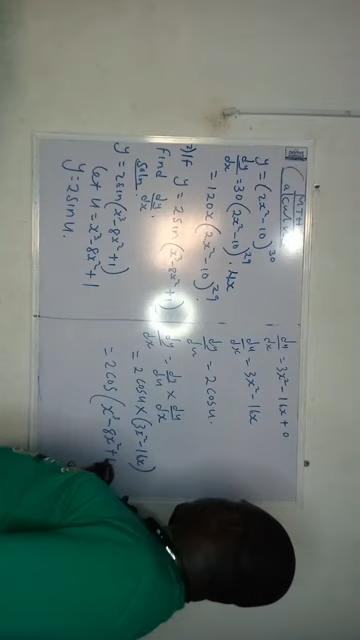 MTH
Calculus
y = (2x² - 10)³⁰
dy/dx = 30(2x² - 10)²⁹ · 4x
= 120x(2x² - 10)²⁹.
2) If y = 2sin(x³ - 8x² + 1)
find dy/dx.
Soln
y = 2sin(x³ - 8x² + 1)
Let u = x³ - 8x² + 1
y = 2sin u.
du/dx = 3x² - 16x + 0
du/dx = 3x² - 16x
dy/du = 2cos u.
dy/dx = dy/du × du/dx
= 2cosu × (3x² - 16x)
= 2cos(x³ - 8x² + 1